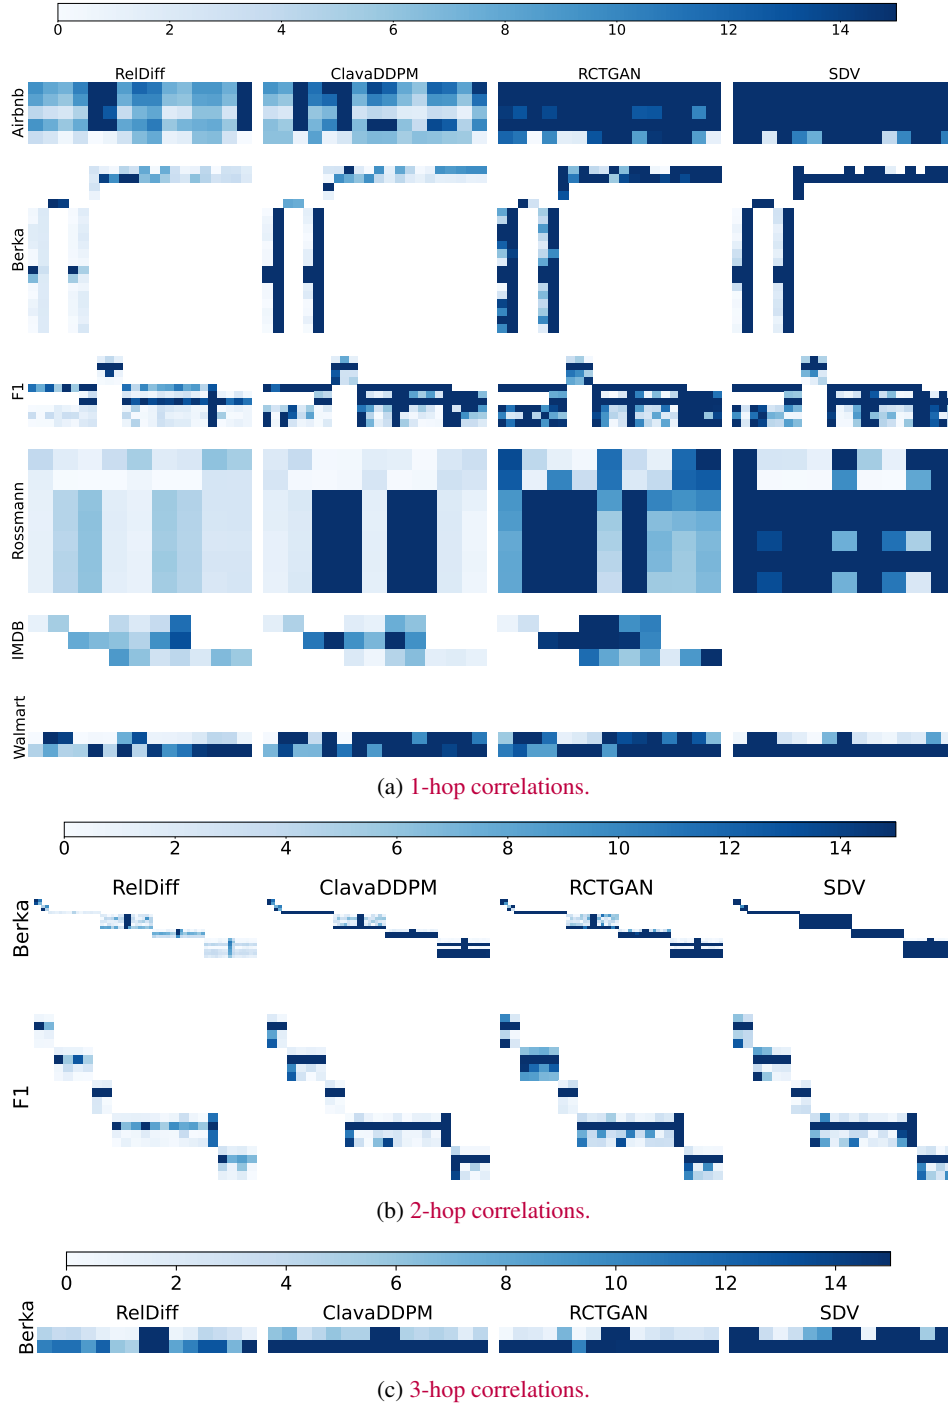 0 2 4 6 8 10 12 14
RelDiff ClavaDDPM RCTGAN SDV
Airbnb
Berka
F1
Rossmann
IMDB
Walmart
(a) 1-hop correlations.
0 2 4 6 8 10 12 14
RelDiff ClavaDDPM RCTGAN SDV
Berka
F1
(b) 2-hop correlations.
0 2 4 6 8 10 12 14
RelDiff ClavaDDPM RCTGAN SDV
Berka
(c) 3-hop correlations.